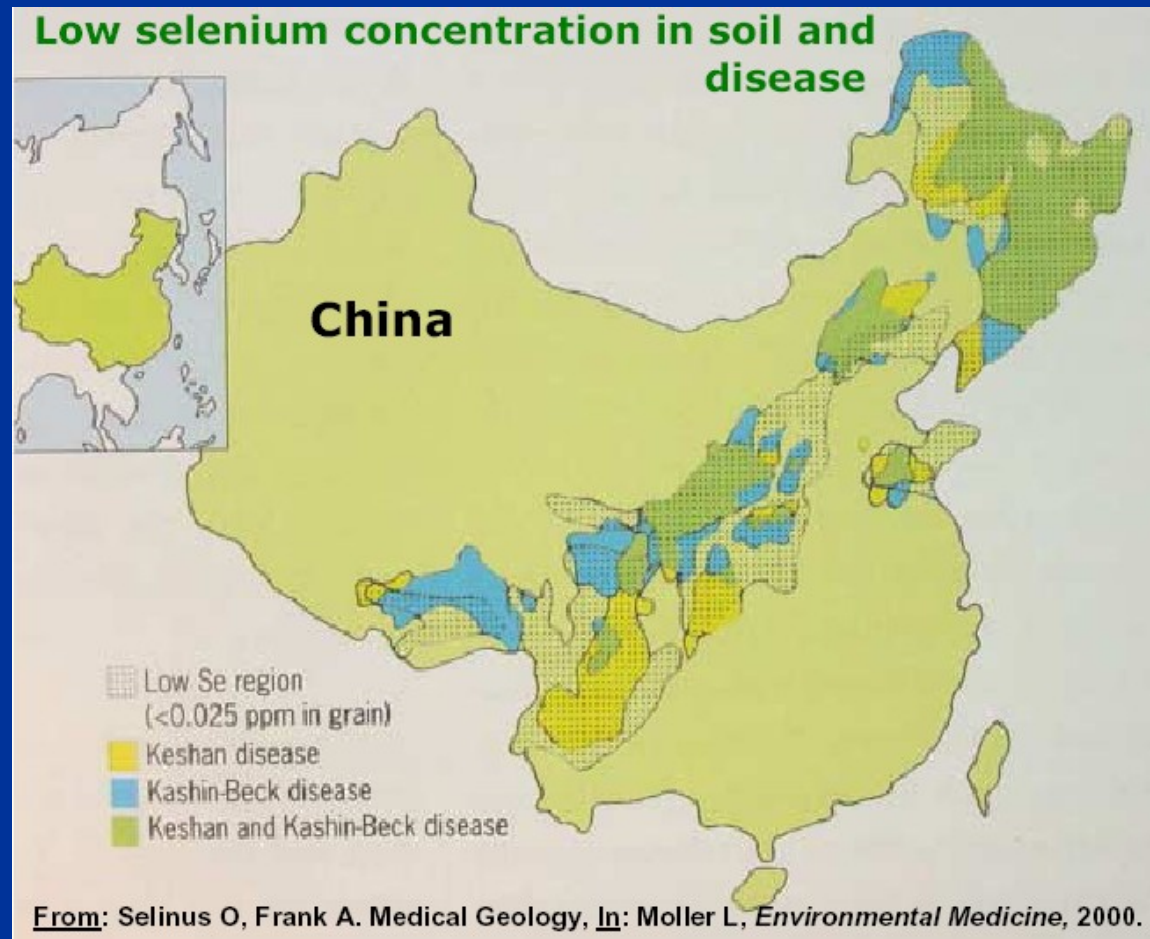 Low selenium concentration in soil and
disease
China
Low Se region
(<0.025 ppm in grain)
Keshan disease
Kashin-Beck disease
Keshan and Kashin-Beck disease
From: Selinus O, Frank A. Medical Geology, In: Moller L, Environmental Medicine, 2000.